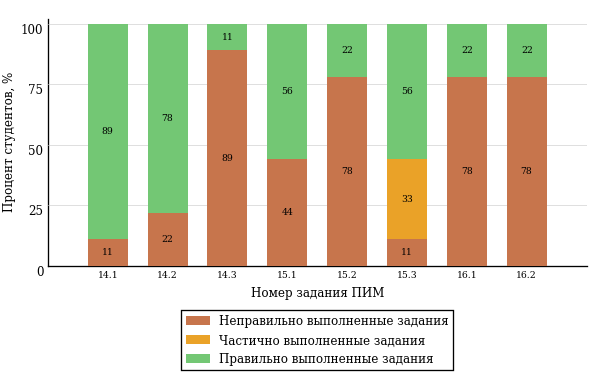 Процент студентов, %
100
75
50
25
0
89 78 11 56 22 56 22 22
33
11 22 89 44 78 11 78 78
14.1 14.2 14.3 15.1 15.2 15.3 16.1 16.2
Номер задания ПИМ
Неправильно выполненные задания
Частично выполненные задания
Правильно выполненные задания